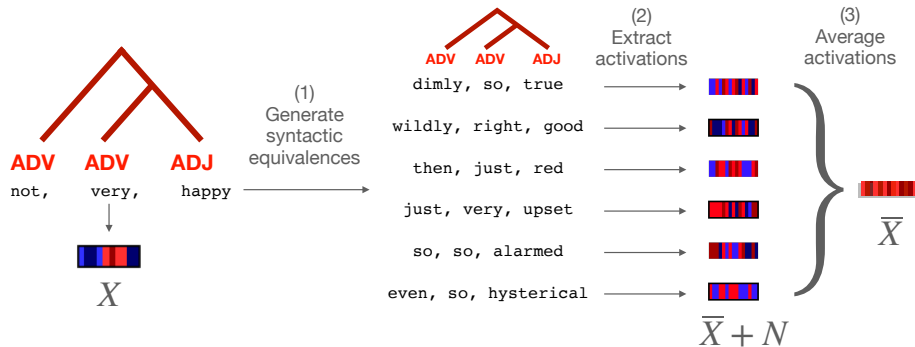 ADV ADV ADJ
not, very, happy
X
(1)
Generate
syntactic
equivalences
ADV ADV ADJ
dimly, so, true
wildly, right, good
then, just, red
just, very, upset
so, so, alarmed
even, so, hysterical
(2)
Extract
activations
X̅ + N
(3)
Average
activations
X̅